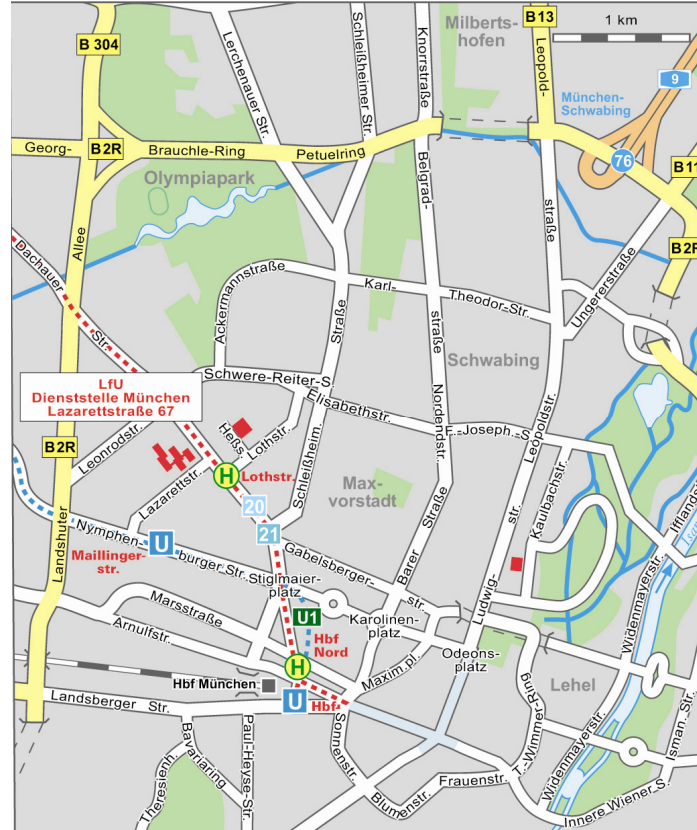 B 304
Lerchenauer Str.
Schleißheimer Str.
Knorrstraße
Milberts-
hofen
B13
Leopold-
1 km
9
München-
Schwabing
76
Georg-
B2R
Brauchle-Ring
Petuelring
Belgrad-
straße
B11
Olympiapark
Allee
Dachauer
Str.
B2R
Ungererstraße
Ackermannstraße
Karl-
Theodor-Str.
Straße
straße
Schwabing
Schwere-Reiter-S.
Elisabethstr.
Nordendstr.
F.-Joseph.-S.
Leopoldstr.
LfU
Dienststelle München
Lazarettstraße 67
B2R
Leonrodstr.
Heßs.
Lothstr.
Schleißheim.
H
Lothstr.
Lazarettstr.
20
21
Max-
vorstadt
Kaulbachstr.
Ifflandstr.
Landshuter
Nymphen-
burger Str.
U
Maillinger-
str.
Gabelsberger-
str.
Barer
Straße
Ludwig-
str.
Widenmayerstr.
Stiglmaier-
platz
Marsstraße
Arnulfstr.
U1
Hbf
Nord
Karolinen-
platz
Odeons-
platz
H
Maxim.pl.
Hbf München
U
Hbf
Lehel
Landsberger Str.
Sonnenstr.
T.-Wimmer-Ring
Widenmayerstr.
Isman. Str.
Bavariaring
Theresienh.
Paul-Heyse-Str.
Blumenstr.
Frauenstr.
Innere Wiener S.